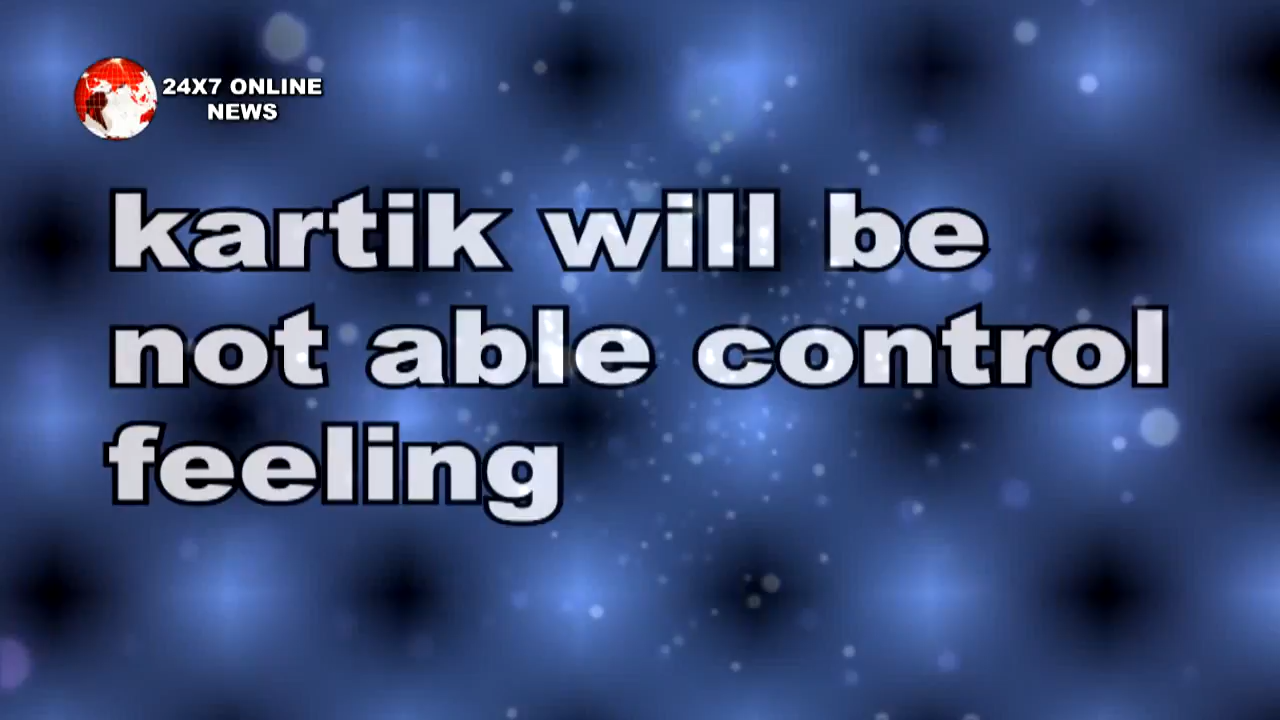 24X7 ONLINE
NEWS
kartik will be
not able control
feeling